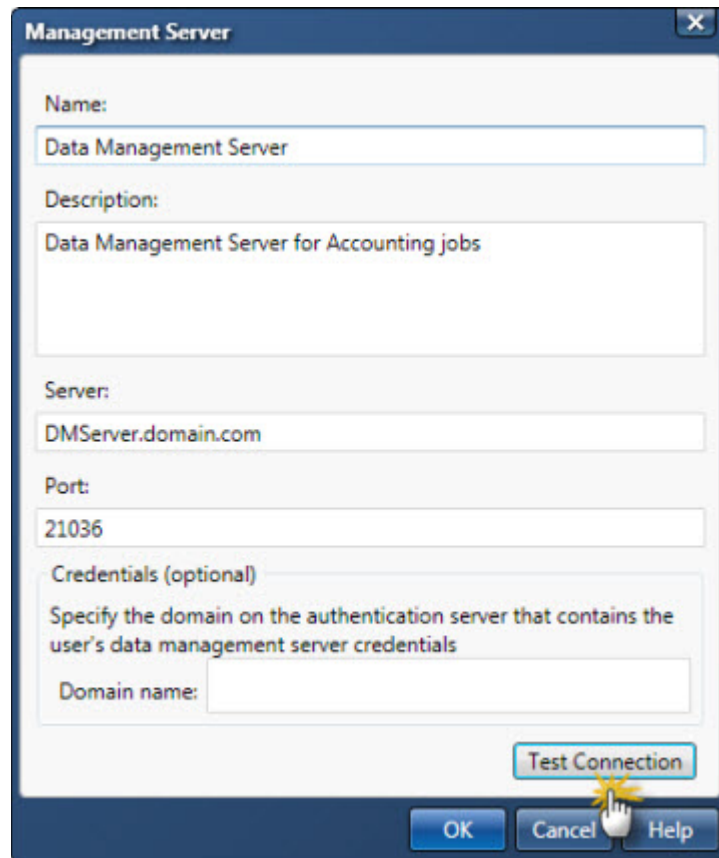 Management Server
Name:
Data Management Server
Description:
Data Management Server for Accounting jobs
Server:
DMServer.domain.com
Port:
21036
Credentials (optional)
Specify the domain on the authentication server that contains the
user's data management server credentials
Domain name:
Test Connection
OK Cancel Help